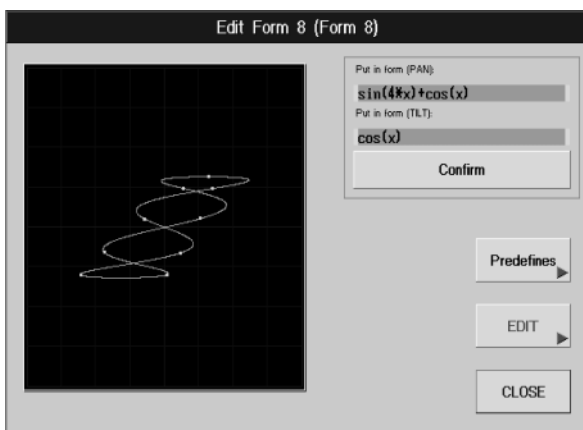 Edit Form 8 (Form 8)
Put in form (PAN):
sin(4*x)+cos(x)
Put in form (TILT):
cos(x)
Confirm
Predefines
EDIT
CLOSE